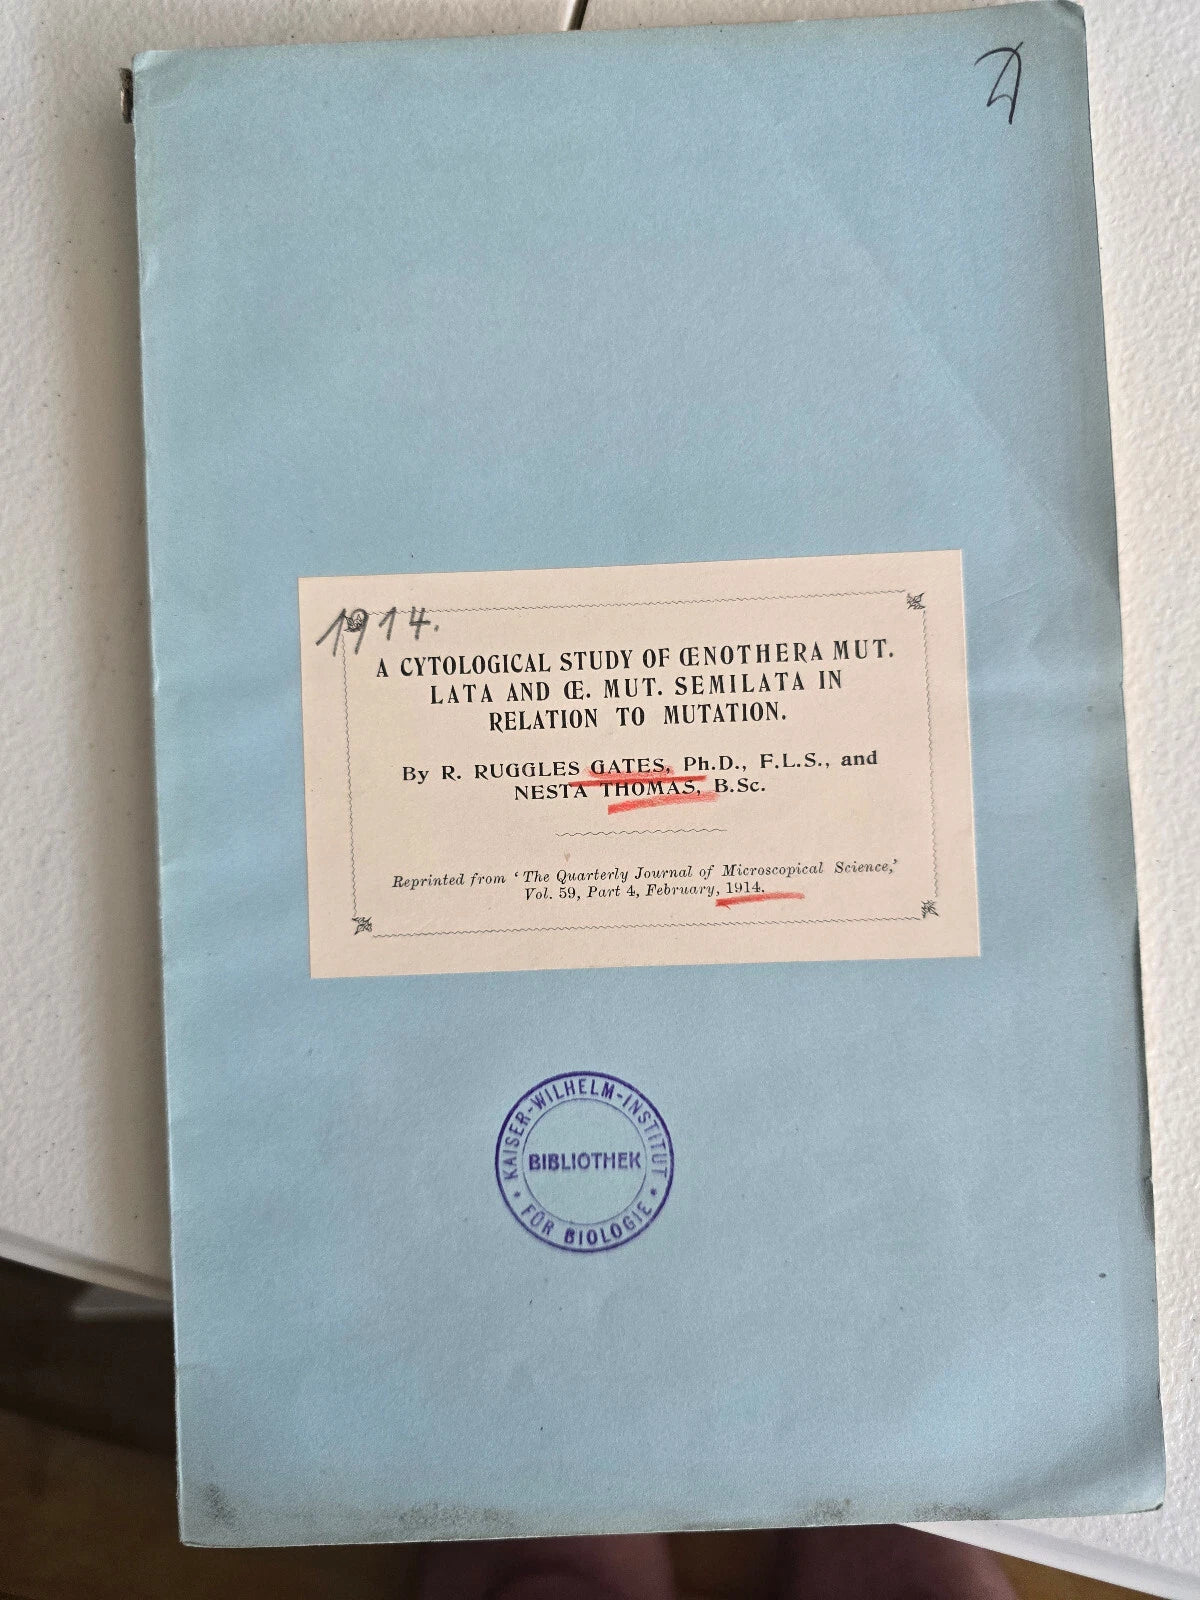 1914.
A CYTOLOGICAL STUDY OF ŒNOTHERA MUT.
LATA AND Œ. MUT. SEMILATA IN
RELATION TO MUTATION.
By R. RUGGLES GATES, Ph.D., F.L.S., and
NESTA THOMAS, B.Sc.
Reprinted from ‘The Quarterly Journal of Microscopical Science,’
Vol. 59, Part 4, February, 1914.
KAISER-WILHELM-INSTITUT
BIBLIOTHEK
* FÜR BIOLOGIE *